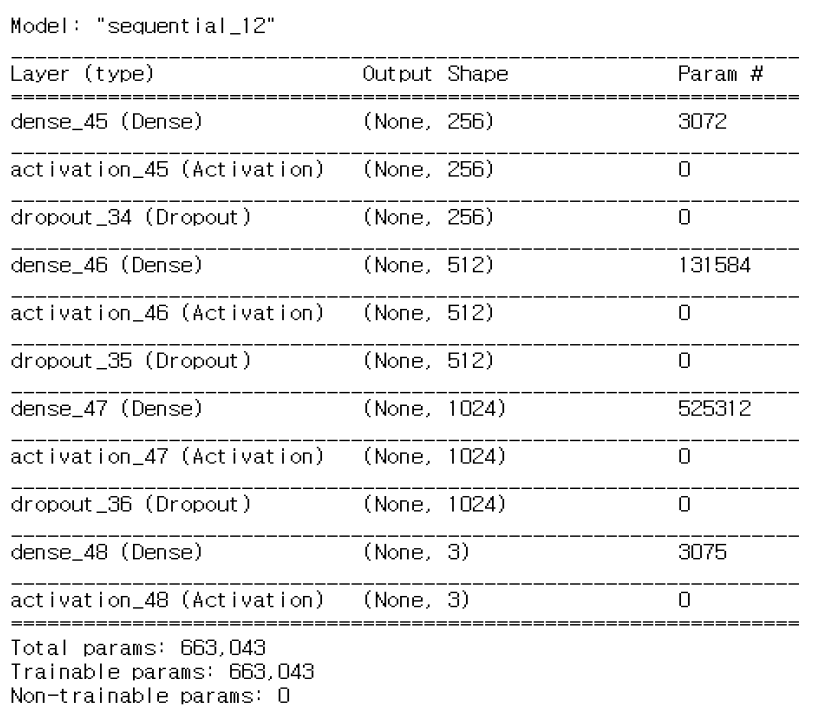 Model: "sequential_12"
Layer (type) Output Shape Param #
dense_45 (Dense) (None, 256) 3072
activation_45 (Activation) (None, 256) 0
dropout_34 (Dropout) (None, 256) 0
dense_46 (Dense) (None, 512) 131584
activation_46 (Activation) (None, 512) 0
dropout_35 (Dropout) (None, 512) 0
dense_47 (Dense) (None, 1024) 525312
activation_47 (Activation) (None, 1024) 0
dropout_36 (Dropout) (None, 1024) 0
dense_48 (Dense) (None, 3) 3075
activation_48 (Activation) (None, 3) 0
Total params: 663,043
Trainable params: 663,043
Non-trainable params: 0